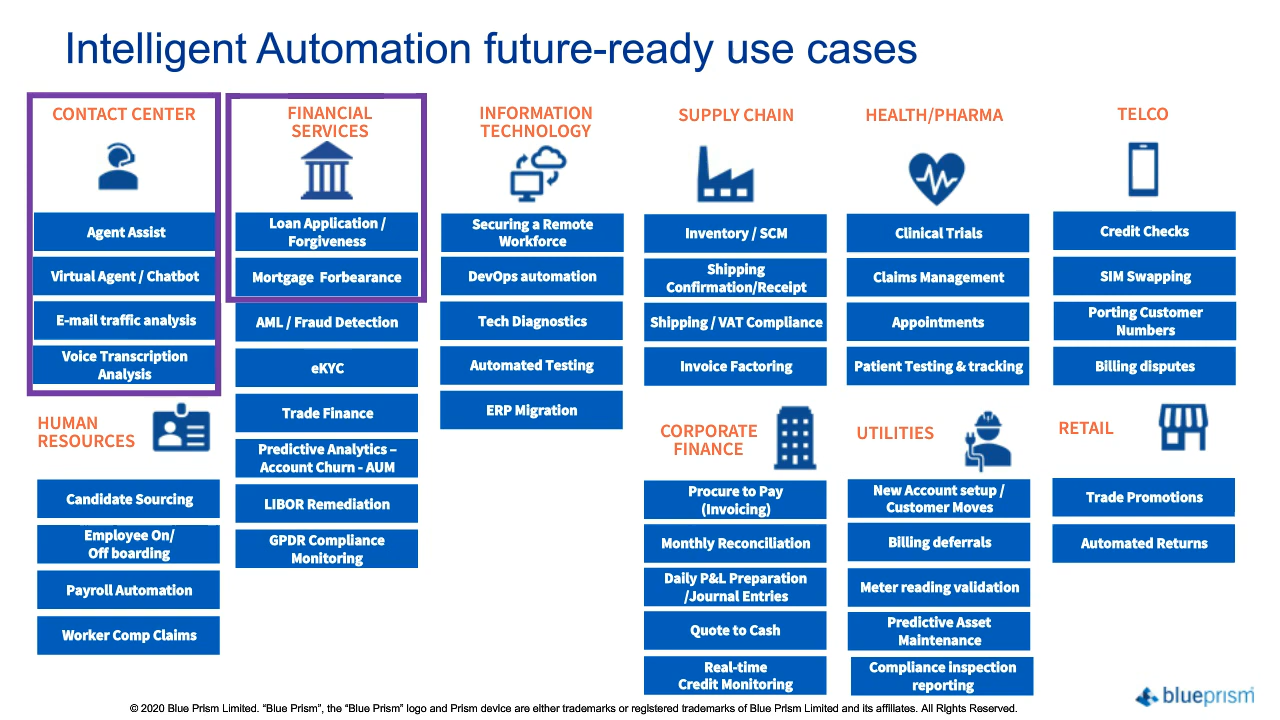 Intelligent Automation future-ready use cases
CONTACT CENTER
Agent Assist
Virtual Agent / Chatbot
E-mail traffic analysis
Voice Transcription
Analysis
FINANCIAL
SERVICES
Loan Application /
Forgiveness
Mortgage Forbearance
AML / Fraud Detection
eKYC
Trade Finance
Predictive Analytics –
Account Churn - AUM
LIBOR Remediation
GPDR Compliance
Monitoring
INFORMATION
TECHNOLOGY
Securing a Remote
Workforce
DevOps automation
Tech Diagnostics
Automated Testing
ERP Migration
SUPPLY CHAIN
Inventory / SCM
Shipping
Confirmation/Receipt
Shipping / VAT Compliance
Invoice Factoring
HEALTH/PHARMA
Clinical Trials
Claims Management
Appointments
Patient Testing & tracking
TELCO
Credit Checks
SIM Swapping
Porting Customer
Numbers
Billing disputes
HUMAN
RESOURCES
Candidate Sourcing
Employee On/
Off boarding
Payroll Automation
Worker Comp Claims
CORPORATE
FINANCE
Procure to Pay
(Invoicing)
Monthly Reconciliation
Daily P&L Preparation
/Journal Entries
Quote to Cash
Real-time
Credit Monitoring
UTILITIES
New Account setup /
Customer Moves
Billing deferrals
Meter reading validation
Predictive Asset
Maintenance
Compliance inspection
reporting
RETAIL
Trade Promotions
Automated Returns
blueprism®
© 2020 Blue Prism Limited. “Blue Prism”, the “Blue Prism” logo and Prism device are either trademarks or registered trademarks of Blue Prism Limited and its affiliates. All Rights Reserved.